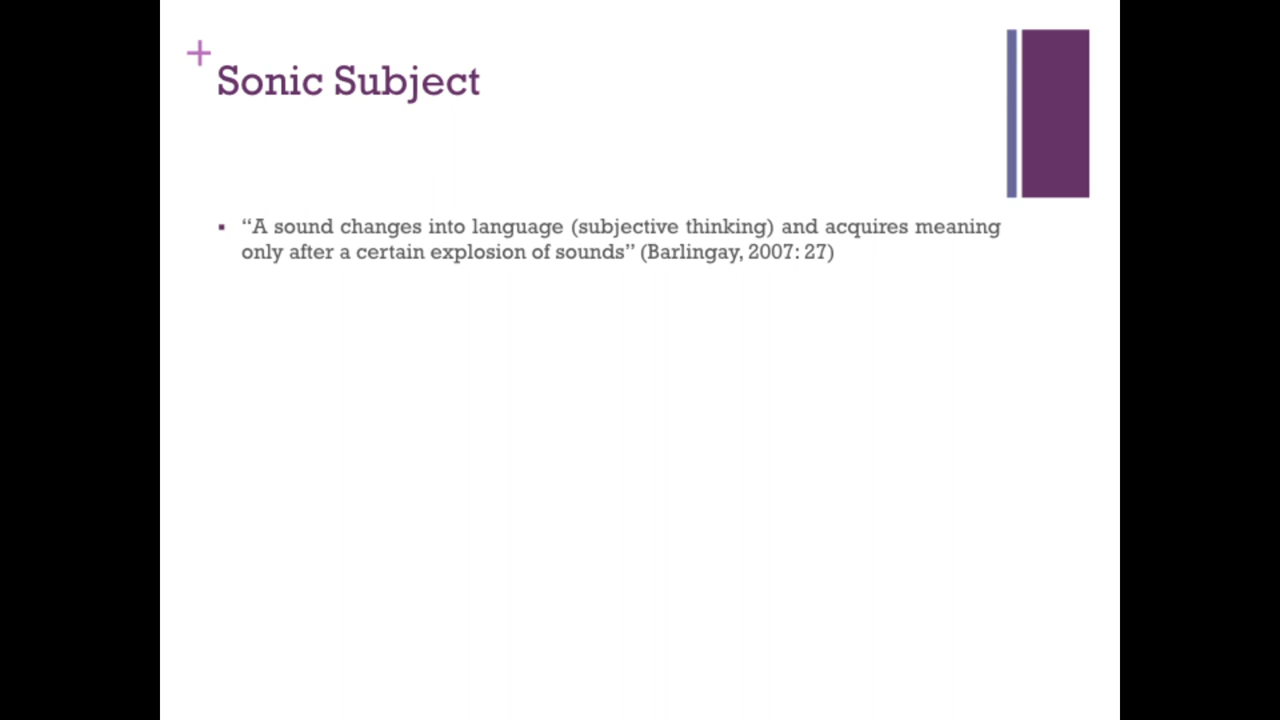 +
Sonic Subject
▪ “A sound changes into language (subjective thinking) and acquires meaning
only after a certain explosion of sounds” (Barlingay, 2007: 27)